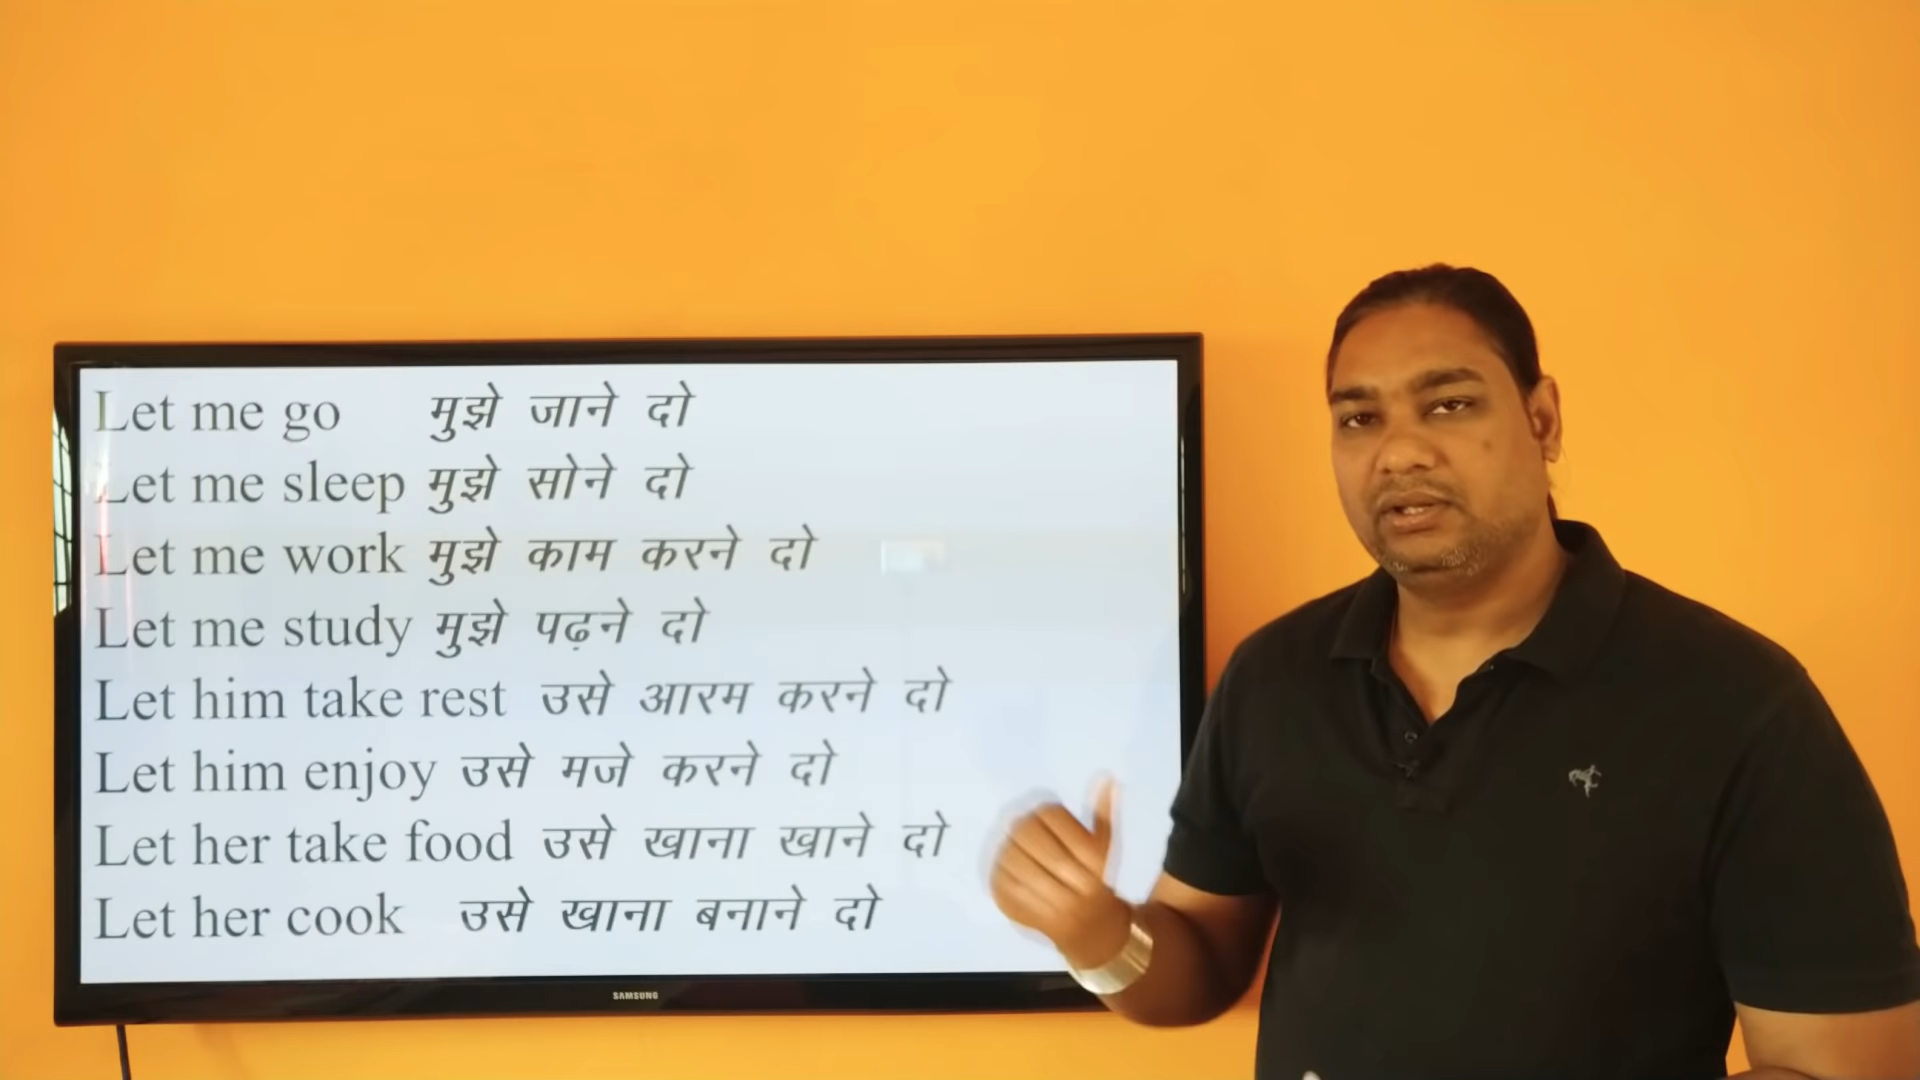 Let me go मुझे जाने दो
Let me sleep मुझे सोने दो
Let me work मुझे काम करने दो
Let me study मुझे पढ़ने दो
Let him take rest उसे आरम करने दो
Let him enjoy उसे मजे करने दो
Let her take food उसे खाना खाने दो
Let her cook उसे खाना बनाने दो
SAMSUNG